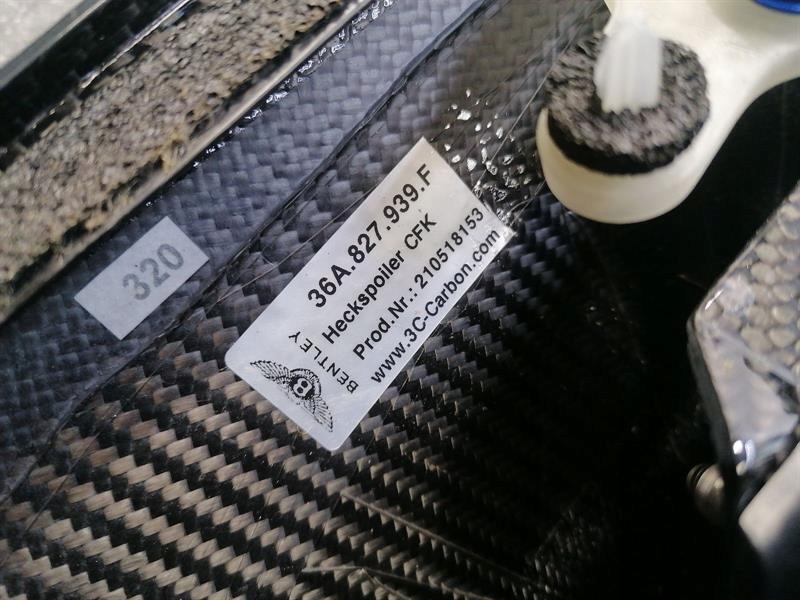 320
36A.827.939.F
Heckspoiler CFK
Prod.Nr.: 210518153
www.3C-Carbon.com
BENTLEY
B